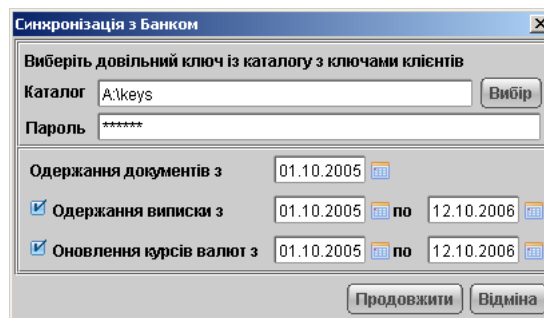 Синхронізація з Банком
Виберіть довільний ключ із каталогу з ключами клієнтів
Каталог A:\keys Вибір
Пароль ******
Одержання документів з 01.10.2005
Одержання виписки з 01.10.2005 по 12.10.2006
Оновлення курсів валют з 01.10.2005 по 12.10.2006
Продовжити Відміна